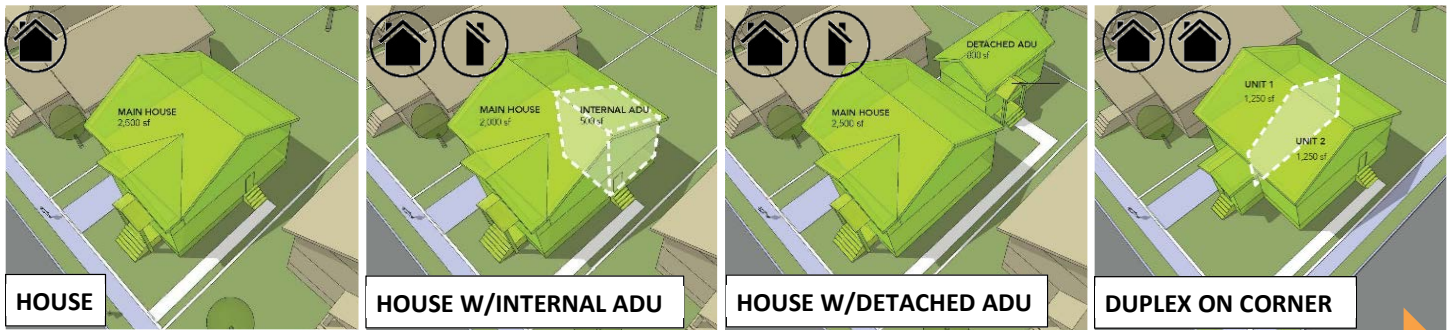 MAIN HOUSE
2,500 sf
HOUSE
MAIN HOUSE
2,000 sf
INTERNAL ADU
500 sf
HOUSE W/INTERNAL ADU
DETACHED ADU
800 sf
MAIN HOUSE
2,500 sf
HOUSE W/DETACHED ADU
UNIT 1
1,250 sf
UNIT 2
1,250 sf
DUPLEX ON CORNER